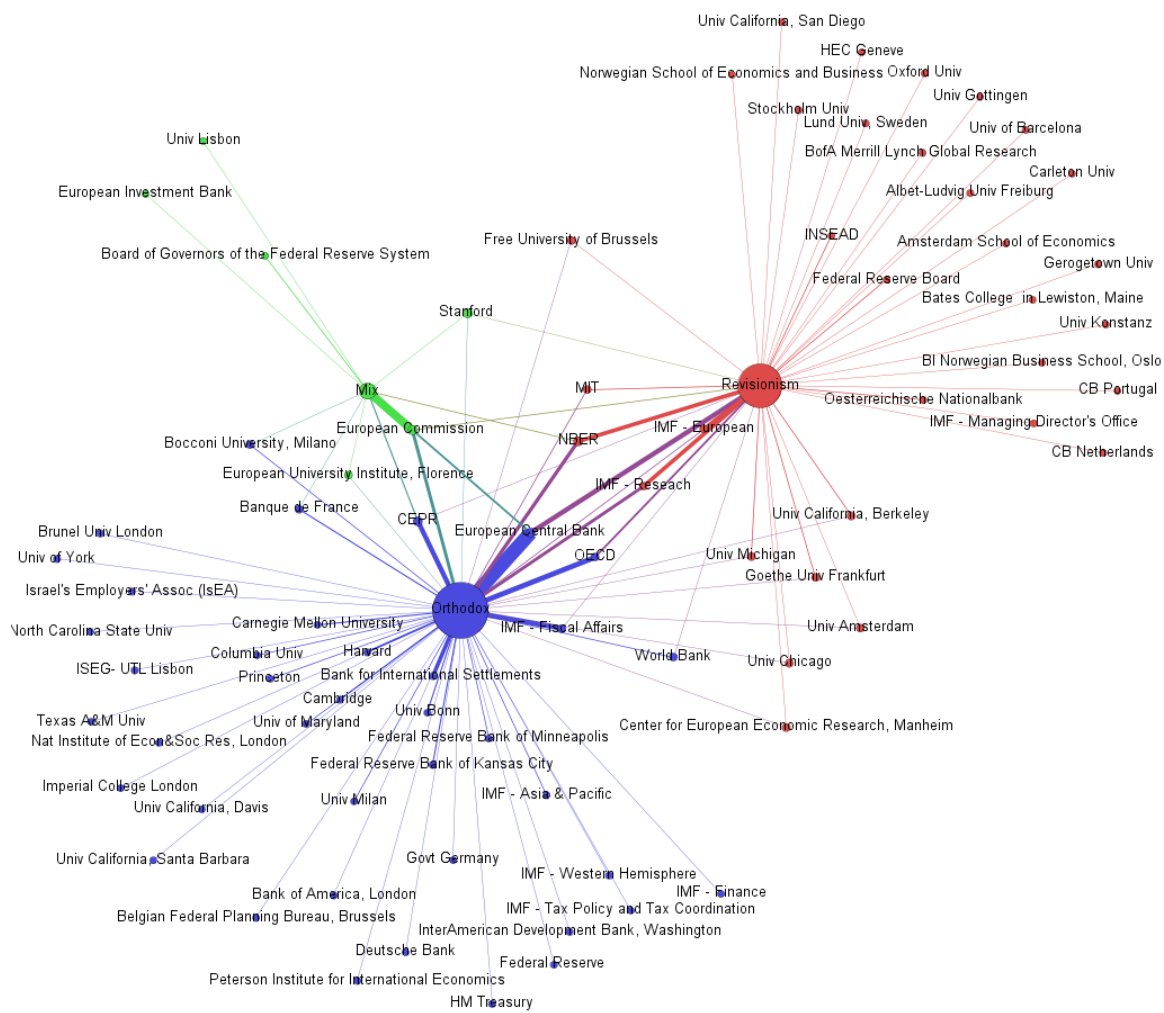 Univ California, San Diego
HEC Geneve
Norwegian School of Economics and Business
Oxford Univ
Univ Gottingen
Stockholm Univ
Lund Univ, Sweden
Univ of Barcelona
Univ Lisbon
BofA Merrill Lynch Global Research
Carleton Univ
European Investment Bank
Albet-Ludvig Univ Freiburg
Free University of Brussels
INSEAD
Amsterdam School of Economics
Board of Governors of the Federal Reserve System
Gerogetown Univ
Federal Reserve Board
Bates College in Lewiston, Maine
Stanford
Univ Konstanz
BI Norwegian Business School, Oslo
Revisionism
MIT
Mix
CB Portugal
Oesterreichische Nationalbank
European Commission
IMF - European
IMF - Managing Director's Office
NBER
Bocconi University, Milano
CB Netherlands
European University Institute, Florence
IMF - Reseach
Banque de France
CEPR
European Central Bank
Univ California, Berkeley
Brunel Univ London
OECD
Univ Michigan
Univ of York
Goethe Univ Frankfurt
Israel's Employers' Assoc (IsEA)
Orthodox
Carnegie Mellon University
IMF - Fiscal Affairs
Univ Amsterdam
North Carolina State Univ
Columbia Univ
Harvard
World Bank
Univ Chicago
ISEG- UTL Lisbon
Princeton
Bank for International Settlements
Cambridge
Texas A&M Univ
Univ of Maryland
Univ Bonn
Center for European Economic Research, Manheim
Nat Institute of Econ&Soc Res, London
Federal Reserve Bank of Minneapolis
Federal Reserve Bank of Kansas City
Imperial College London
Univ Milan
IMF - Asia & Pacific
Univ California, Davis
Univ California, Santa Barbara
Govt Germany
IMF - Western Hemisphere
Bank of America, London
IMF - Finance
IMF - Tax Policy and Tax Coordination
Belgian Federal Planning Bureau, Brussels
InterAmerican Development Bank, Washington
Deutsche Bank
Federal Reserve
Peterson Institute for International Economics
HM Treasury